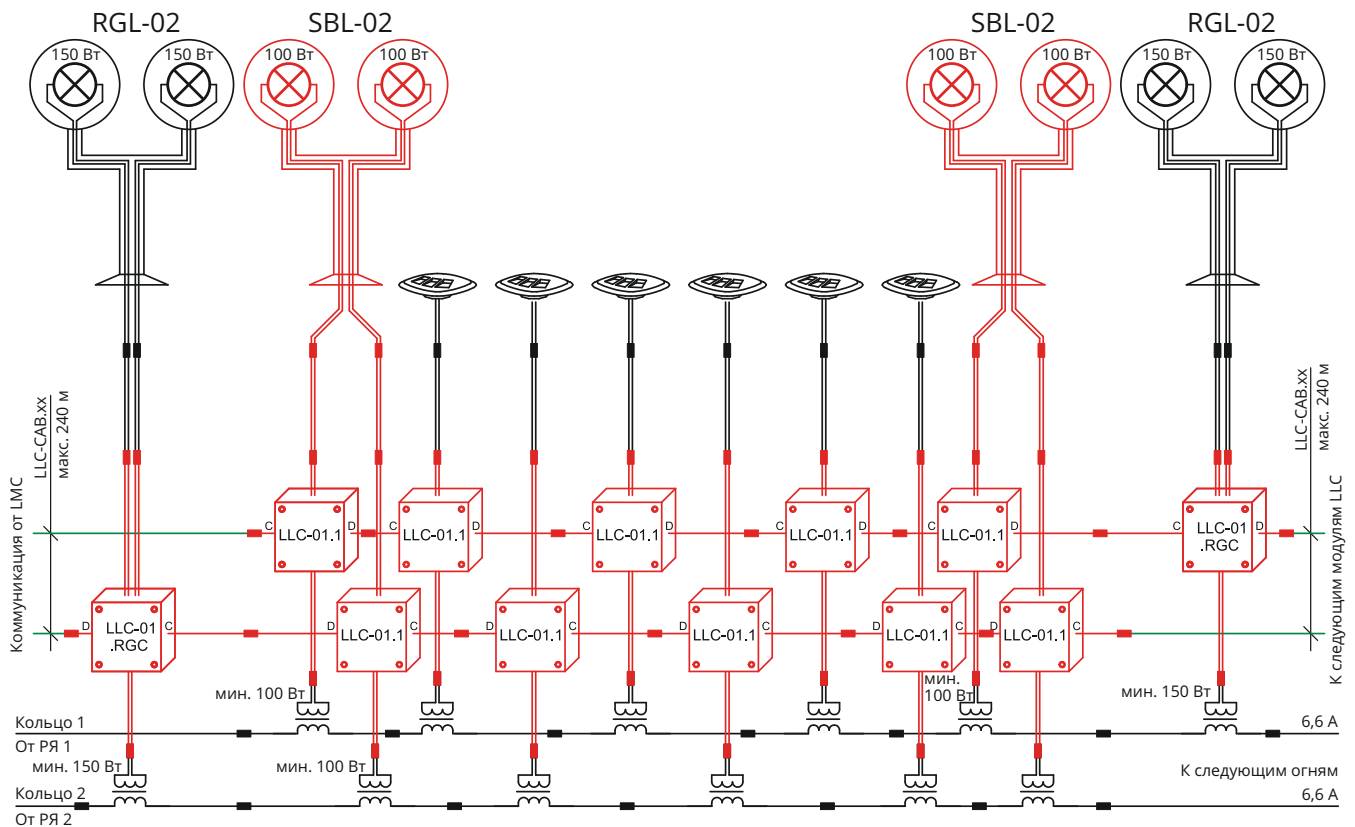 RGL-02
SBL-02
SBL-02
RGL-02
150 Вт
150 Вт
100 Вт
100 Вт
100 Вт
100 Вт
150 Вт
150 Вт
LLC-CAB.xx
макс. 240 м
LLC-CAB.xx
макс. 240 м
Коммуникация от LMC
К следующим модулям LLC
C
LLC-01.1
D
C
LLC-01.1
D
C
LLC-01.1
D
C
LLC-01.1
D
C
LLC-01.1
D
C
LLC-01
.RGC
D
D
LLC-01
.RGC
C
D
LLC-01.1
C
D
LLC-01.1
C
D
LLC-01.1
C
D
LLC-01.1
C
D
LLC-01.1
C
мин. 100 Вт
мин.
100 Вт
мин. 150 Вт
Кольцо 1
6,6 А
От РЯ 1
мин. 150 Вт
мин. 100 Вт
К следующим огням
Кольцо 2
6,6 А
От РЯ 2